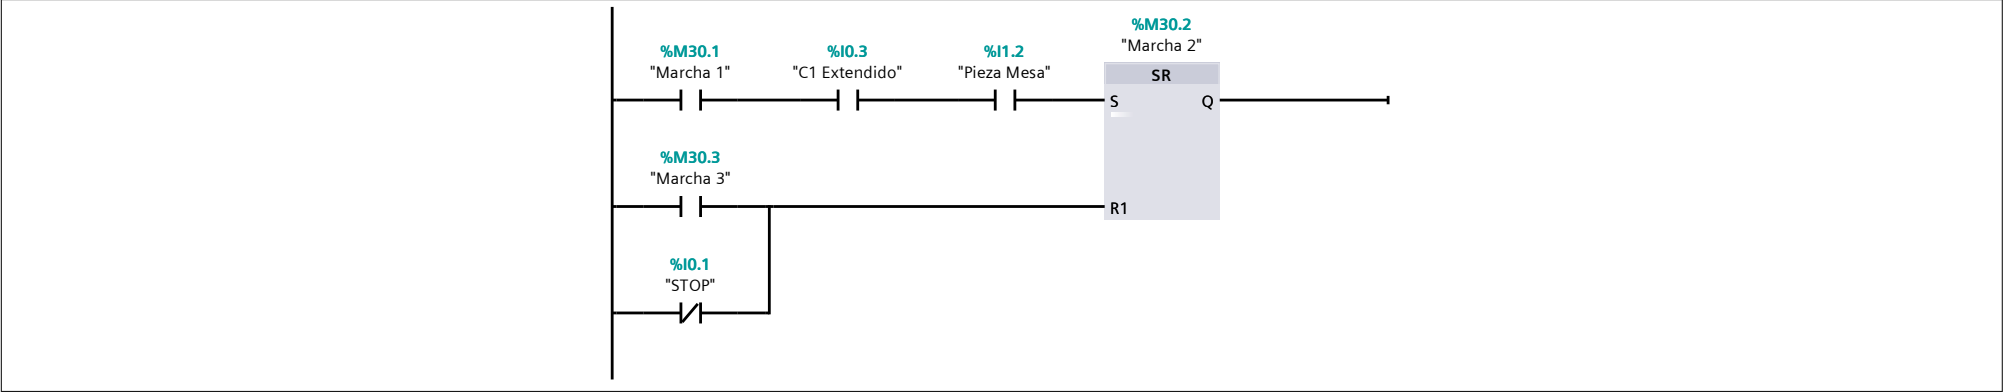 %M30.2
"Marcha 2"
%M30.1
"Marcha 1"
%I0.3
"C1 Extendido"
%I1.2
"Pieza Mesa"
SR
S
Q
%M30.3
"Marcha 3"
R1
%I0.1
"STOP"